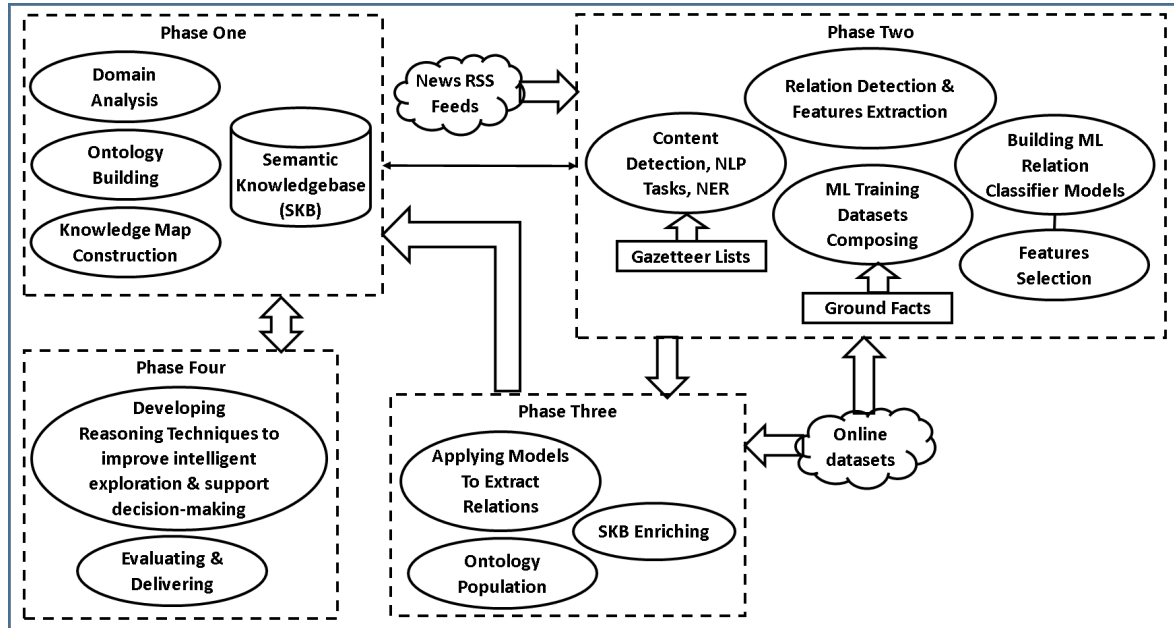 Phase One
Domain
Analysis
Ontology
Building
Knowledge Map
Construction
Semantic
Knowledgebase
(SKB)
News RSS
Feeds
Phase Two
Relation Detection &
Features Extraction
Content
Detection, NLP
Tasks, NER
Building ML
Relation
Classifier Models
ML Training
Datasets
Composing
Gazetteer Lists
Features
Selection
Ground Facts
Phase Four
Developing
Reasoning Techniques to
improve intelligent
exploration & support
decision-making
Evaluating &
Delivering
Phase Three
Applying Models
To Extract
Relations
SKB Enriching
Ontology
Population
Online
datasets